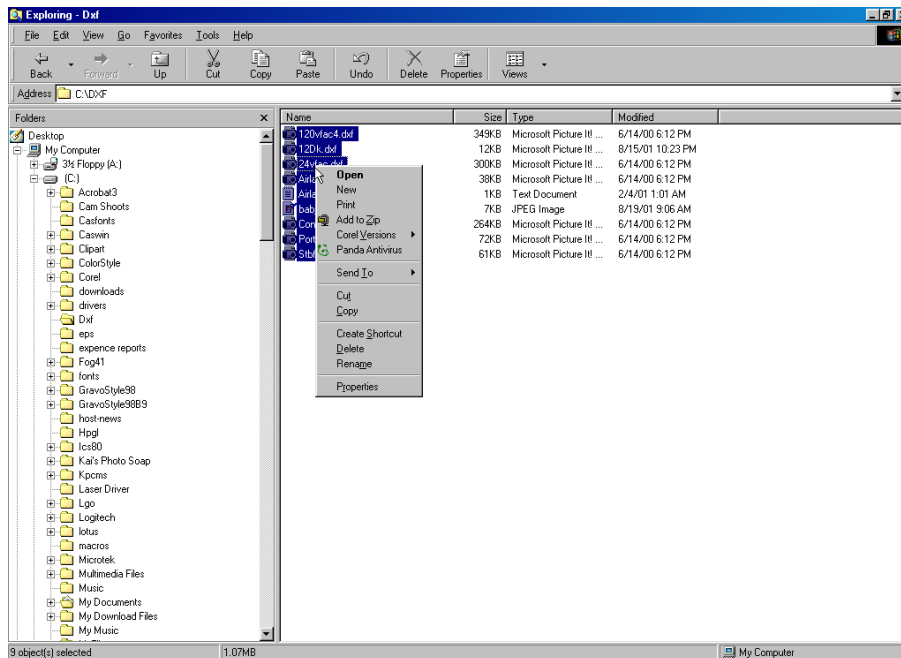 Exploring - Dxf
File Edit View Go Favorites Tools Help
Back Forward Up Cut Copy Paste Undo Delete Properties Views
Address C:\DXF
Folders
Name Size Type Modified
Desktop
My Computer
3½ Floppy (A:)
(C:)
Acrobat3
Cam Shoots
Casfonts
Caswin
Clipart
ColorStyle
Corel
downloads
drivers
Dxf
eps
expence reports
Fog41
fonts
GravoStyle98
GravoStyle98B9
host-news
Hpgl
Ics80
Kai's Photo Soap
Kpcms
Laser Driver
Lgo
Logitech
lotus
macros
Microtek
Multimedia Files
Music
My Documents
My Download Files
My Music
120vfac4.dxf 349KB Microsoft Picture It! ... 6/14/00 6:12 PM
12Dk.dxf 12KB Microsoft Picture It! ... 8/15/01 10:23 PM
24vfac.dxf 300KB Microsoft Picture It! ... 6/14/00 6:12 PM
38KB Microsoft Picture It! ... 6/14/00 6:12 PM
1KB Text Document 2/4/01 1:01 AM
7KB JPEG Image 8/19/01 9:06 AM
264KB Microsoft Picture It! ... 6/14/00 6:12 PM
72KB Microsoft Picture It! ... 6/14/00 6:12 PM
61KB Microsoft Picture It! ... 6/14/00 6:12 PM
Open
New
Print
Add to Zip
Corel Versions
Panda Antivirus
Send To
Cut
Copy
Create Shortcut
Delete
Rename
Properties
9 object(s) selected 1.07MB My Computer